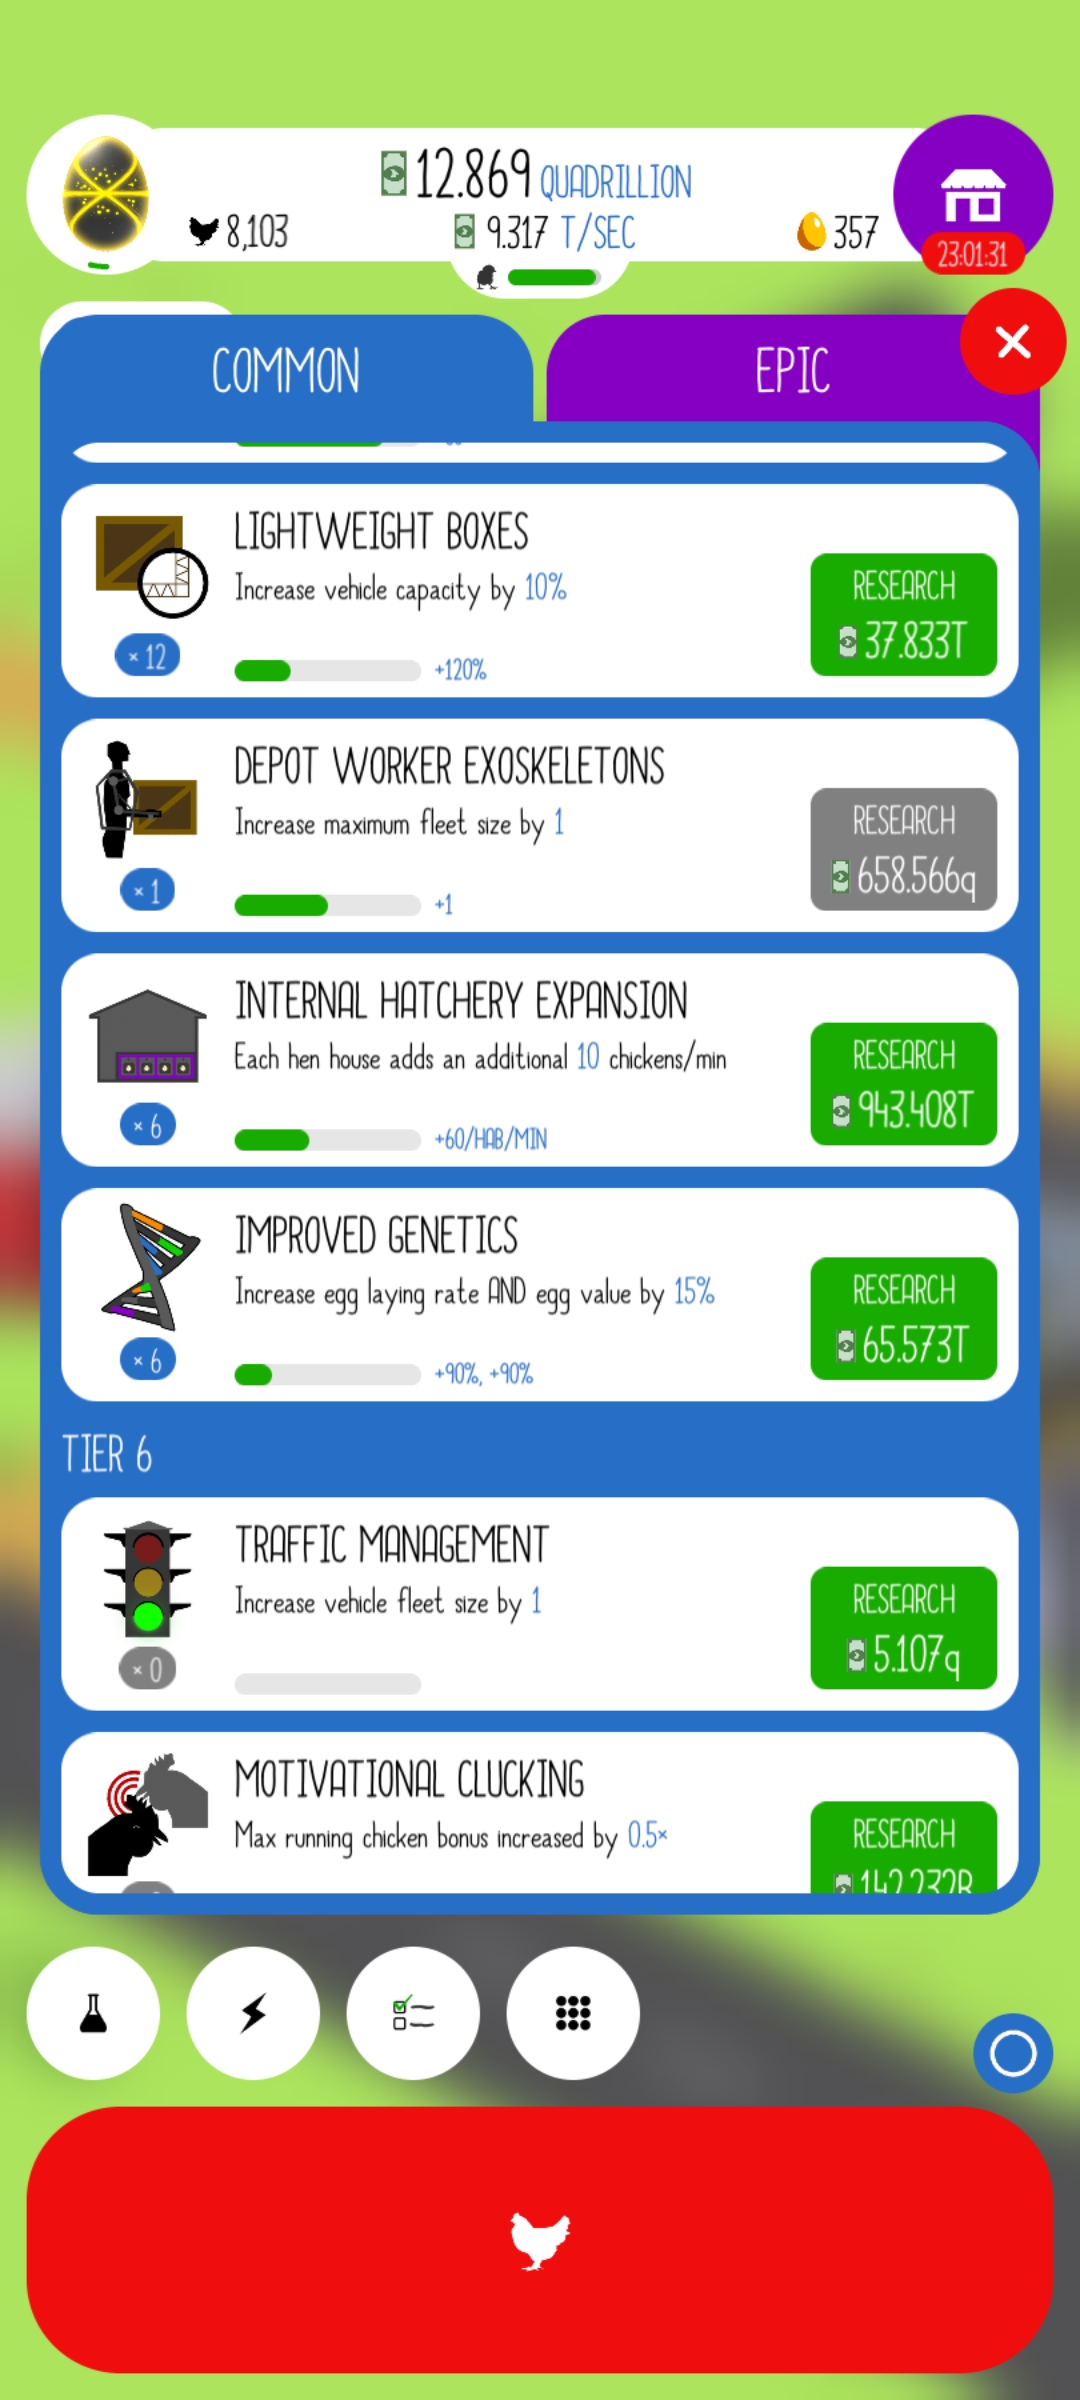 12.869 QUADRILLION
8,103
9.317 T/SEC
357
23:01:31
COMMON
EPIC
LIGHTWEIGHT BOXES
Increase vehicle capacity by 10%
RESEARCH
37.833T
× 12
+120%
DEPOT WORKER EXOSKELETONS
Increase maximum fleet size by 1
RESEARCH
658.566q
× 1
+1
INTERNAL HATCHERY EXPANSION
Each hen house adds an additional 10 chickens/min
RESEARCH
943.408T
× 6
+60/HAB/MIN
IMPROVED GENETICS
Increase egg laying rate AND egg value by 15%
RESEARCH
65.573T
× 6
+90%, +90%
TIER 6
TRAFFIC MANAGEMENT
Increase vehicle fleet size by 1
RESEARCH
5.107q
× 0
MOTIVATIONAL CLUCKING
Max running chicken bonus increased by 0.5×
RESEARCH
142.232B